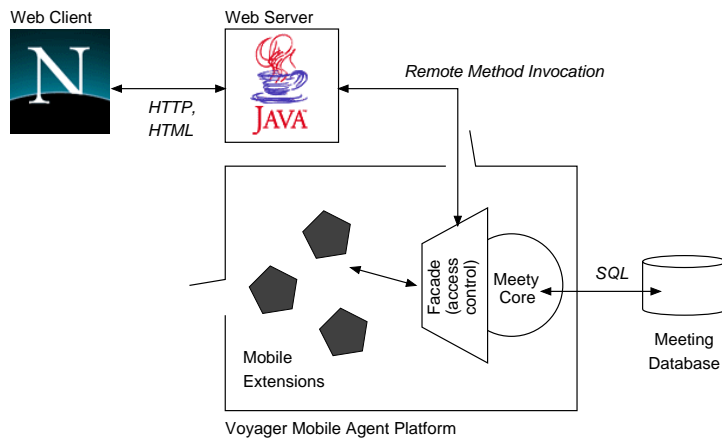 Web Client
Web Server
N
JAVA™
HTTP,
HTML
Remote Method Invocation
Facade
(access
control)
Meety
Core
SQL
Meeting
Database
Mobile
Extensions
Voyager Mobile Agent Platform